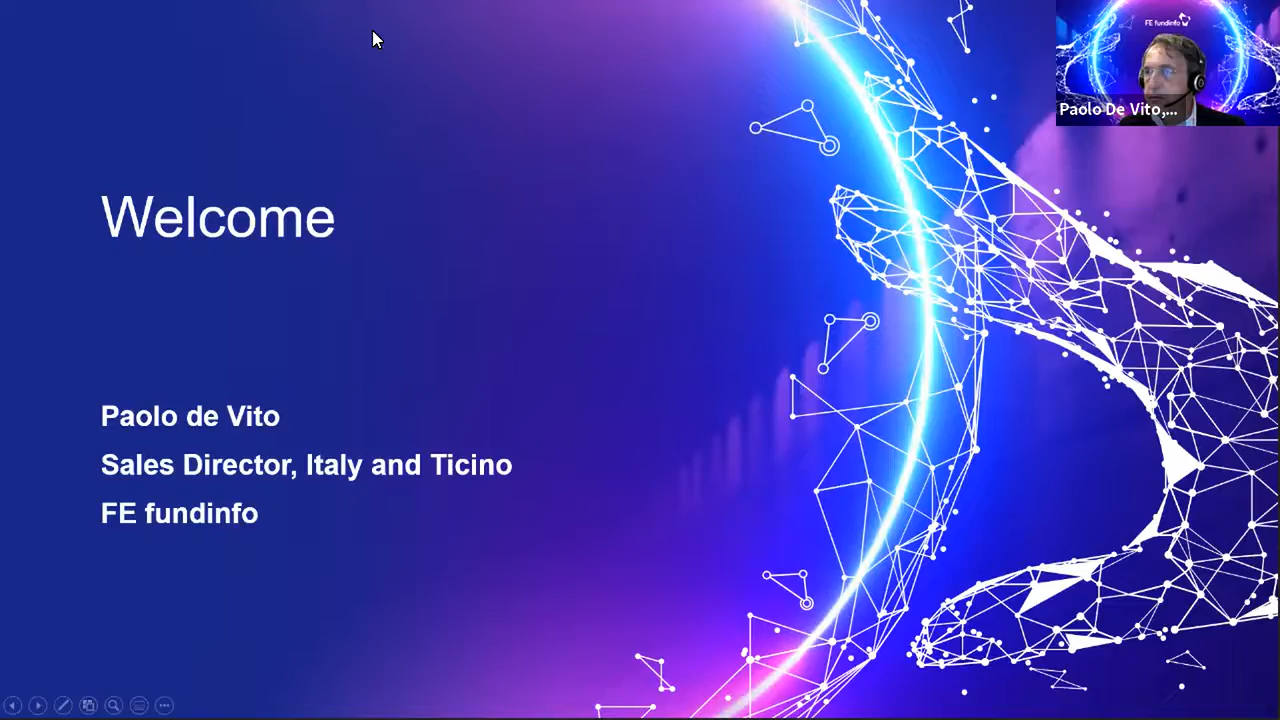 FE fundinfo
Paolo De Vito,...
Welcome
Paolo de Vito
Sales Director, Italy and Ticino
FE fundinfo